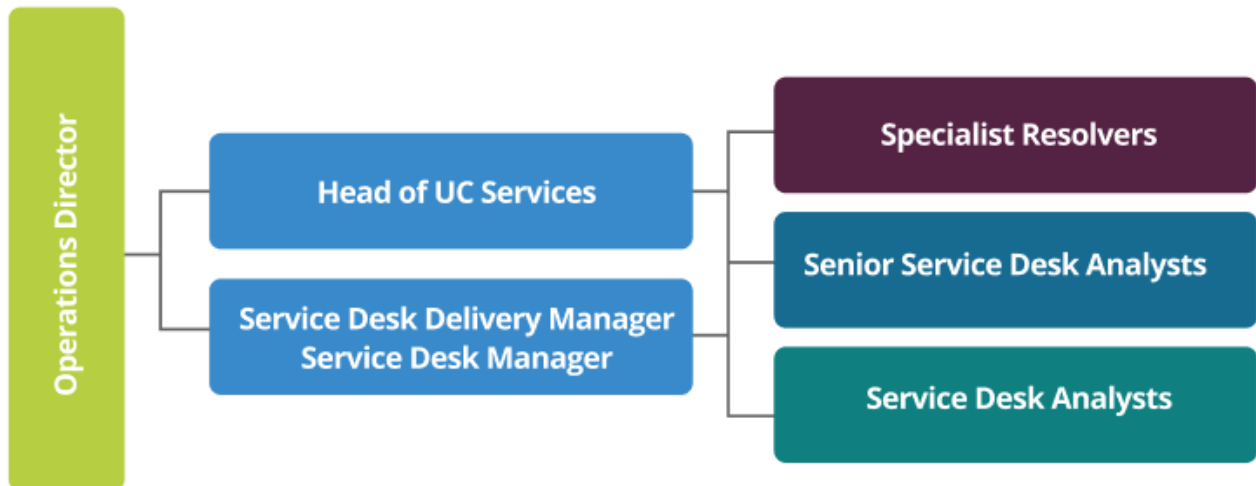 Operations Director
Head of UC Services
Service Desk Delivery Manager
Service Desk Manager
Specialist Resolvers
Senior Service Desk Analysts
Service Desk Analysts